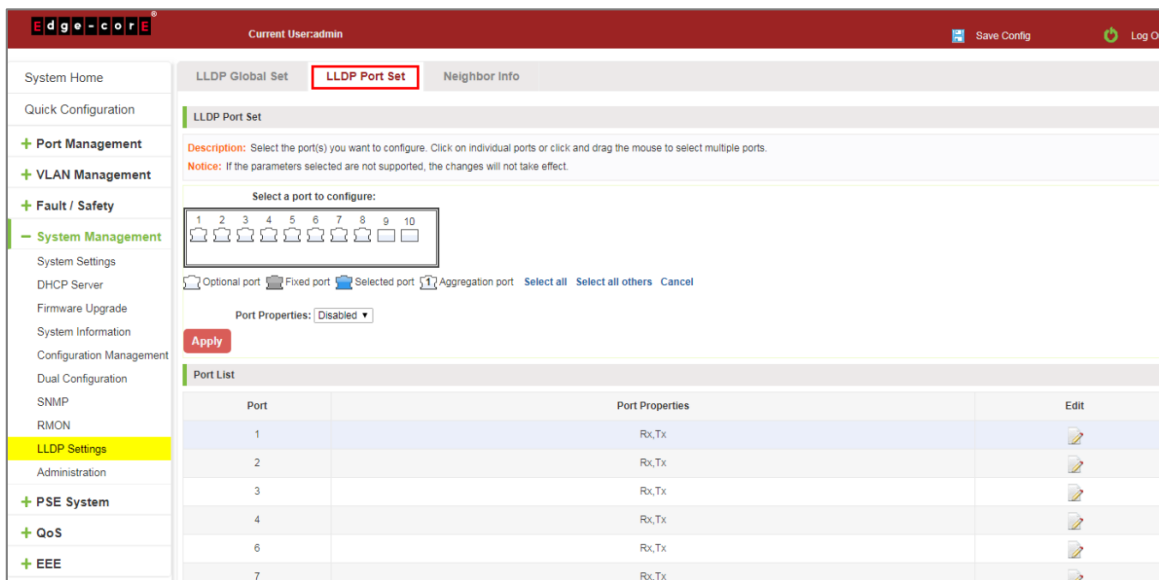 Edge-corE®
Current User:admin
Save Config
Log O
System Home
Quick Configuration
+ Port Management
+ VLAN Management
+ Fault / Safety
− System Management
System Settings
DHCP Server
Firmware Upgrade
System Information
Configuration Management
Dual Configuration
SNMP
RMON
LLDP Settings
Administration
+ PSE System
+ QoS
+ EEE
LLDP Global Set LLDP Port Set Neighbor Info
LLDP Port Set
Description: Select the port(s) you want to configure. Click on individual ports or click and drag the mouse to select multiple ports.
Notice: If the parameters selected are not supported, the changes will not take effect.
Select a port to configure:
1 2 3 4 5 6 7 8 9 10
Optional port Fixed port Selected port 1 Aggregation port Select all Select all others Cancel
Port Properties: Disabled ▼
Apply
Port List
Port Port Properties Edit
1 Rx,Tx
2 Rx,Tx
3 Rx,Tx
4 Rx,Tx
6 Rx,Tx
7 Rx,Tx